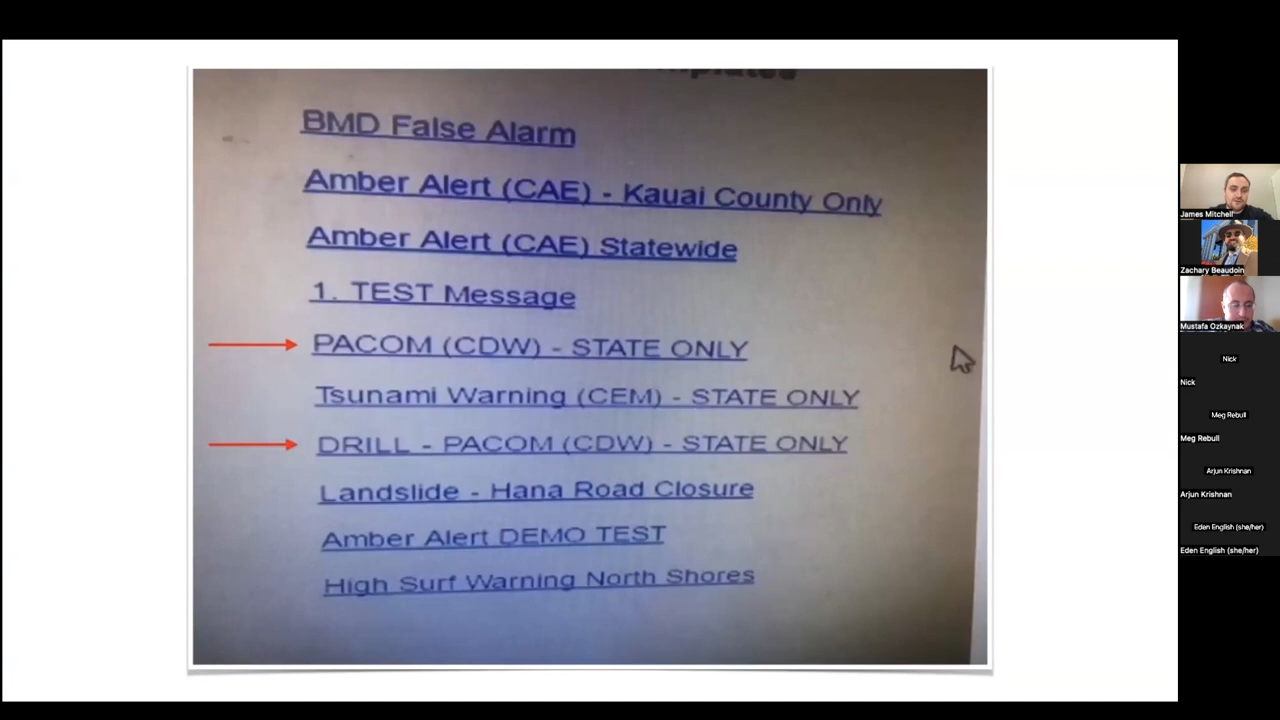 BMD False Alarm
Amber Alert (CAE) - Kauai County Only
Amber Alert (CAE) Statewide
1. TEST Message
PACOM (CDW) - STATE ONLY
Tsunami Warning (CEM) - STATE ONLY
DRILL - PACOM (CDW) - STATE ONLY
Landslide - Hana Road Closure
Amber Alert DEMO TEST
High Surf Warning North Shores
James Mitchell
Zachary Beaudoin
Mustafa Ozkaynak
Nick
Nick
Meg Rebull
Meg Rebull
Arjun Krishnan
Arjun Krishnan
Eden English (she/her)
Eden English (she/her)